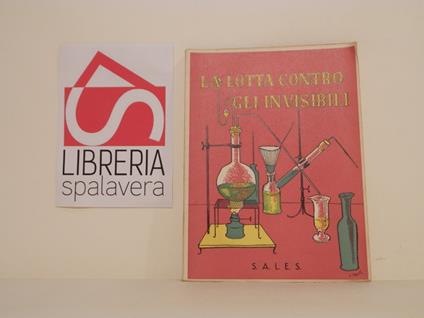 LIBRERIA
spalavera
LA LOTTA CONTRO
GLI INVISIBILI
S. A. L. E. S.